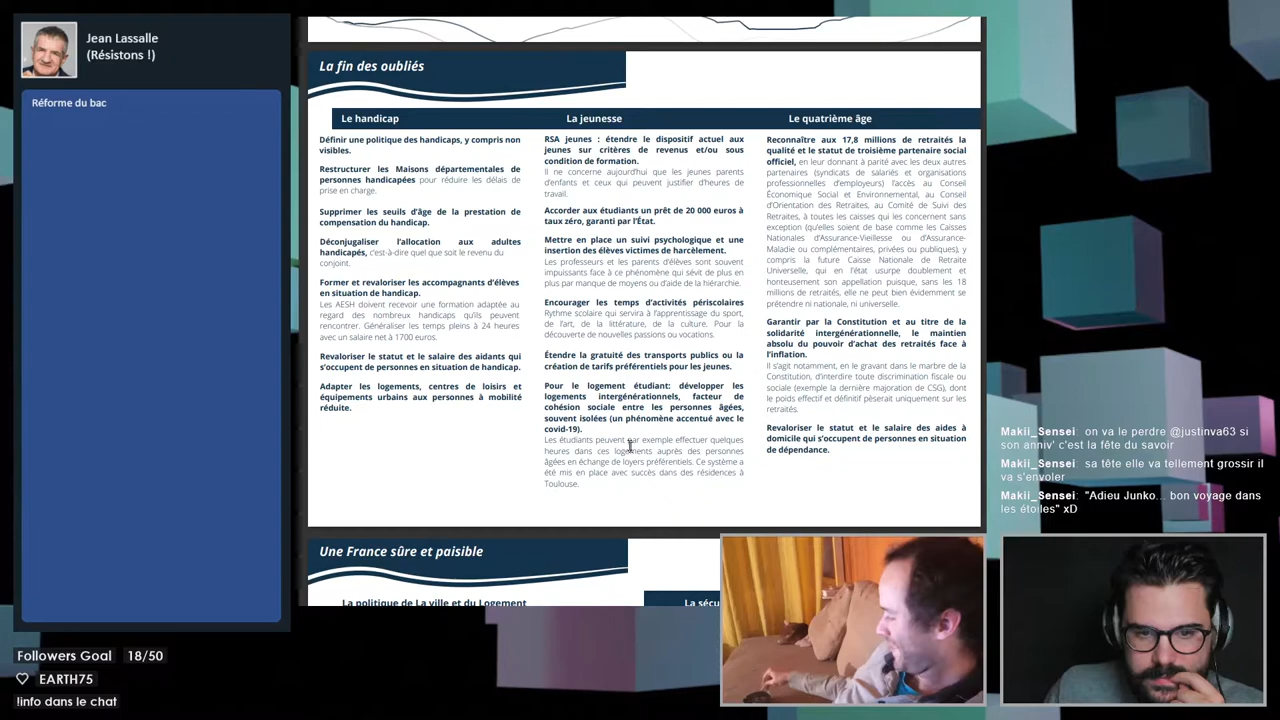 Jean Lassalle
(Résistons !)
Réforme du bac
La fin des oubliés
Le handicap
Définir une politique des handicaps, y compris non
visibles.
Restructurer les Maisons départementales de
personnes handicapées pour réduire les délais de
prise en charge.
Supprimer les seuils d'âge de la prestation de
compensation du handicap.
Déconjugaliser l'allocation aux adultes
handicapés, c'est-à-dire quel que soit le revenu du
conjoint.
Former et revaloriser les accompagnants d'élèves
en situation de handicap.
Les AESH doivent recevoir une formation adaptée au
regard des nombreux handicaps qu'ils peuvent
rencontrer. Généraliser les temps pleins à 24 heures
avec un salaire net à 1700 euros.
Revaloriser le statut et le salaire des aidants qui
s'occupent de personnes en situation de handicap.
Adapter les logements, centres de loisirs et
équipements urbains aux personnes à mobilité
réduite.
La jeunesse
RSA jeunes : étendre le dispositif actuel aux
jeunes sur critères de revenus et/ou sous
condition de formation.
Il ne concerne aujourd'hui que les jeunes parents
d'enfants et ceux qui peuvent justifier d'heures de
travail.
Accorder aux étudiants un prêt de 20 000 euros à
taux zéro, garanti par l'État.
Mettre en place un suivi psychologique et une
insertion des élèves victimes de harcèlement.
Les professeurs et les parents d'élèves sont souvent
impuissants face à ce phénomène qui sévit de plus en
plus par manque de moyens ou d'aide de la hiérarchie.
Encourager les temps d'activités périscolaires
Rythme scolaire qui servira à l'apprentissage du sport,
de l'art, de la littérature, de la culture. Pour la
découverte de nouvelles passions ou vocations.
Étendre la gratuité des transports publics ou la
création de tarifs préférentiels pour les jeunes.
Pour le logement étudiant: développer les
logements intergénérationnels, facteur de
cohésion sociale entre les personnes âgées,
souvent isolées (un phénomène accentué avec le
covid-19).
Les étudiants peuvent par exemple effectuer quelques
heures dans ces logements auprès des personnes
âgées en échange de loyers préférentiels. Ce système a
été mis en place avec succès dans des résidences à
Toulouse.
Le quatrième âge
Reconnaître aux 17,8 millions de retraités la
qualité et le statut de troisième partenaire social
officiel, en leur donnant à parité avec les deux autres
partenaires (syndicats de salariés et organisations
professionnelles d'employeurs) l'accès au Conseil
Économique Social et Environnemental, au Conseil
d'Orientation des Retraites, au Comité de Suivi des
Retraites, à toutes les caisses qui les concernent sans
exception (qu'elles soient de base comme les Caisses
Nationales d'Assurance-Vieillesse ou d'Assurance-
Maladie ou complémentaires, privées ou publiques), y
compris la future Caisse Nationale de Retraite
Universelle, qui en l'état usurpe doublement et
honteusement son appellation puisque, sans les 18
millions de retraités, elle ne peut bien évidemment se
prétendre ni nationale, ni universelle.
Garantir par la Constitution et au titre de la
solidarité intergénérationnelle, le maintien
absolu du pouvoir d'achat des retraités face à
l'inflation.
Il s'agit notamment, en le gravant dans le marbre de la
Constitution, d'interdire toute discrimination fiscale ou
sociale (exemple la dernière majoration de CSG), dont
le poids effectif et définitif pèserait uniquement sur les
retraités.
Revaloriser le statut et le salaire des aides à
domicile qui s'occupent de personnes en situation
de dépendance.
Une France sûre et paisible
La politique de La ville et du Logement
La sécu
Makii_Sensei on va le perdre @justinva63 si
son anniv' c'est la fête du savoir
Makii_Sensei sa tête elle va tellement grossir il
va s'envoler
Makii_Sensei: "Adieu Junko... bon voyage dans
les étoiles" xD
Followers Goal 18/50
EARTH75
!info dans le chat